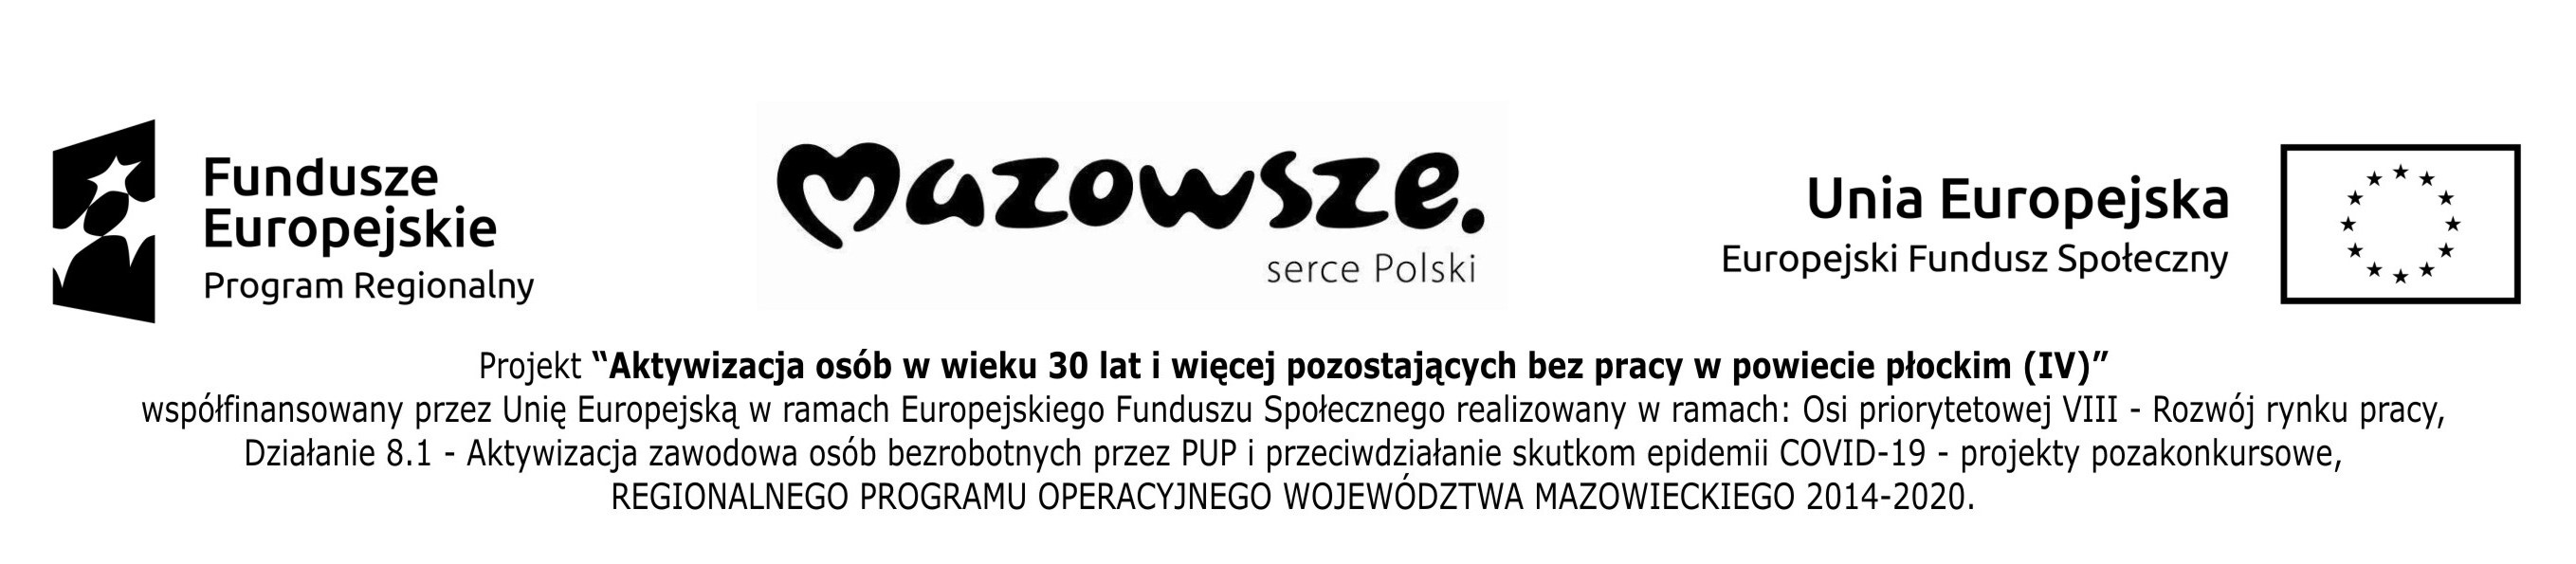 Fundusze
Europejskie
Program Regionalny
mazowsze.
serce Polski
Unia Europejska
Europejski Fundusz Społeczny
Projekt “Aktywizacja osób w wieku 30 lat i więcej pozostających bez pracy w powiecie płockim (IV)”
współfinansowany przez Unię Europejską w ramach Europejskiego Funduszu Społecznego realizowany w ramach: Osi priorytetowej VIII - Rozwój rynku pracy,
Działanie 8.1 - Aktywizacja zawodowa osób bezrobotnych przez PUP i przeciwdziałanie skutkom epidemii COVID-19 - projekty pozakonkursowe,
REGIONALNEGO PROGRAMU OPERACYJNEGO WOJEWÓDZTWA MAZOWIECKIEGO 2014-2020.